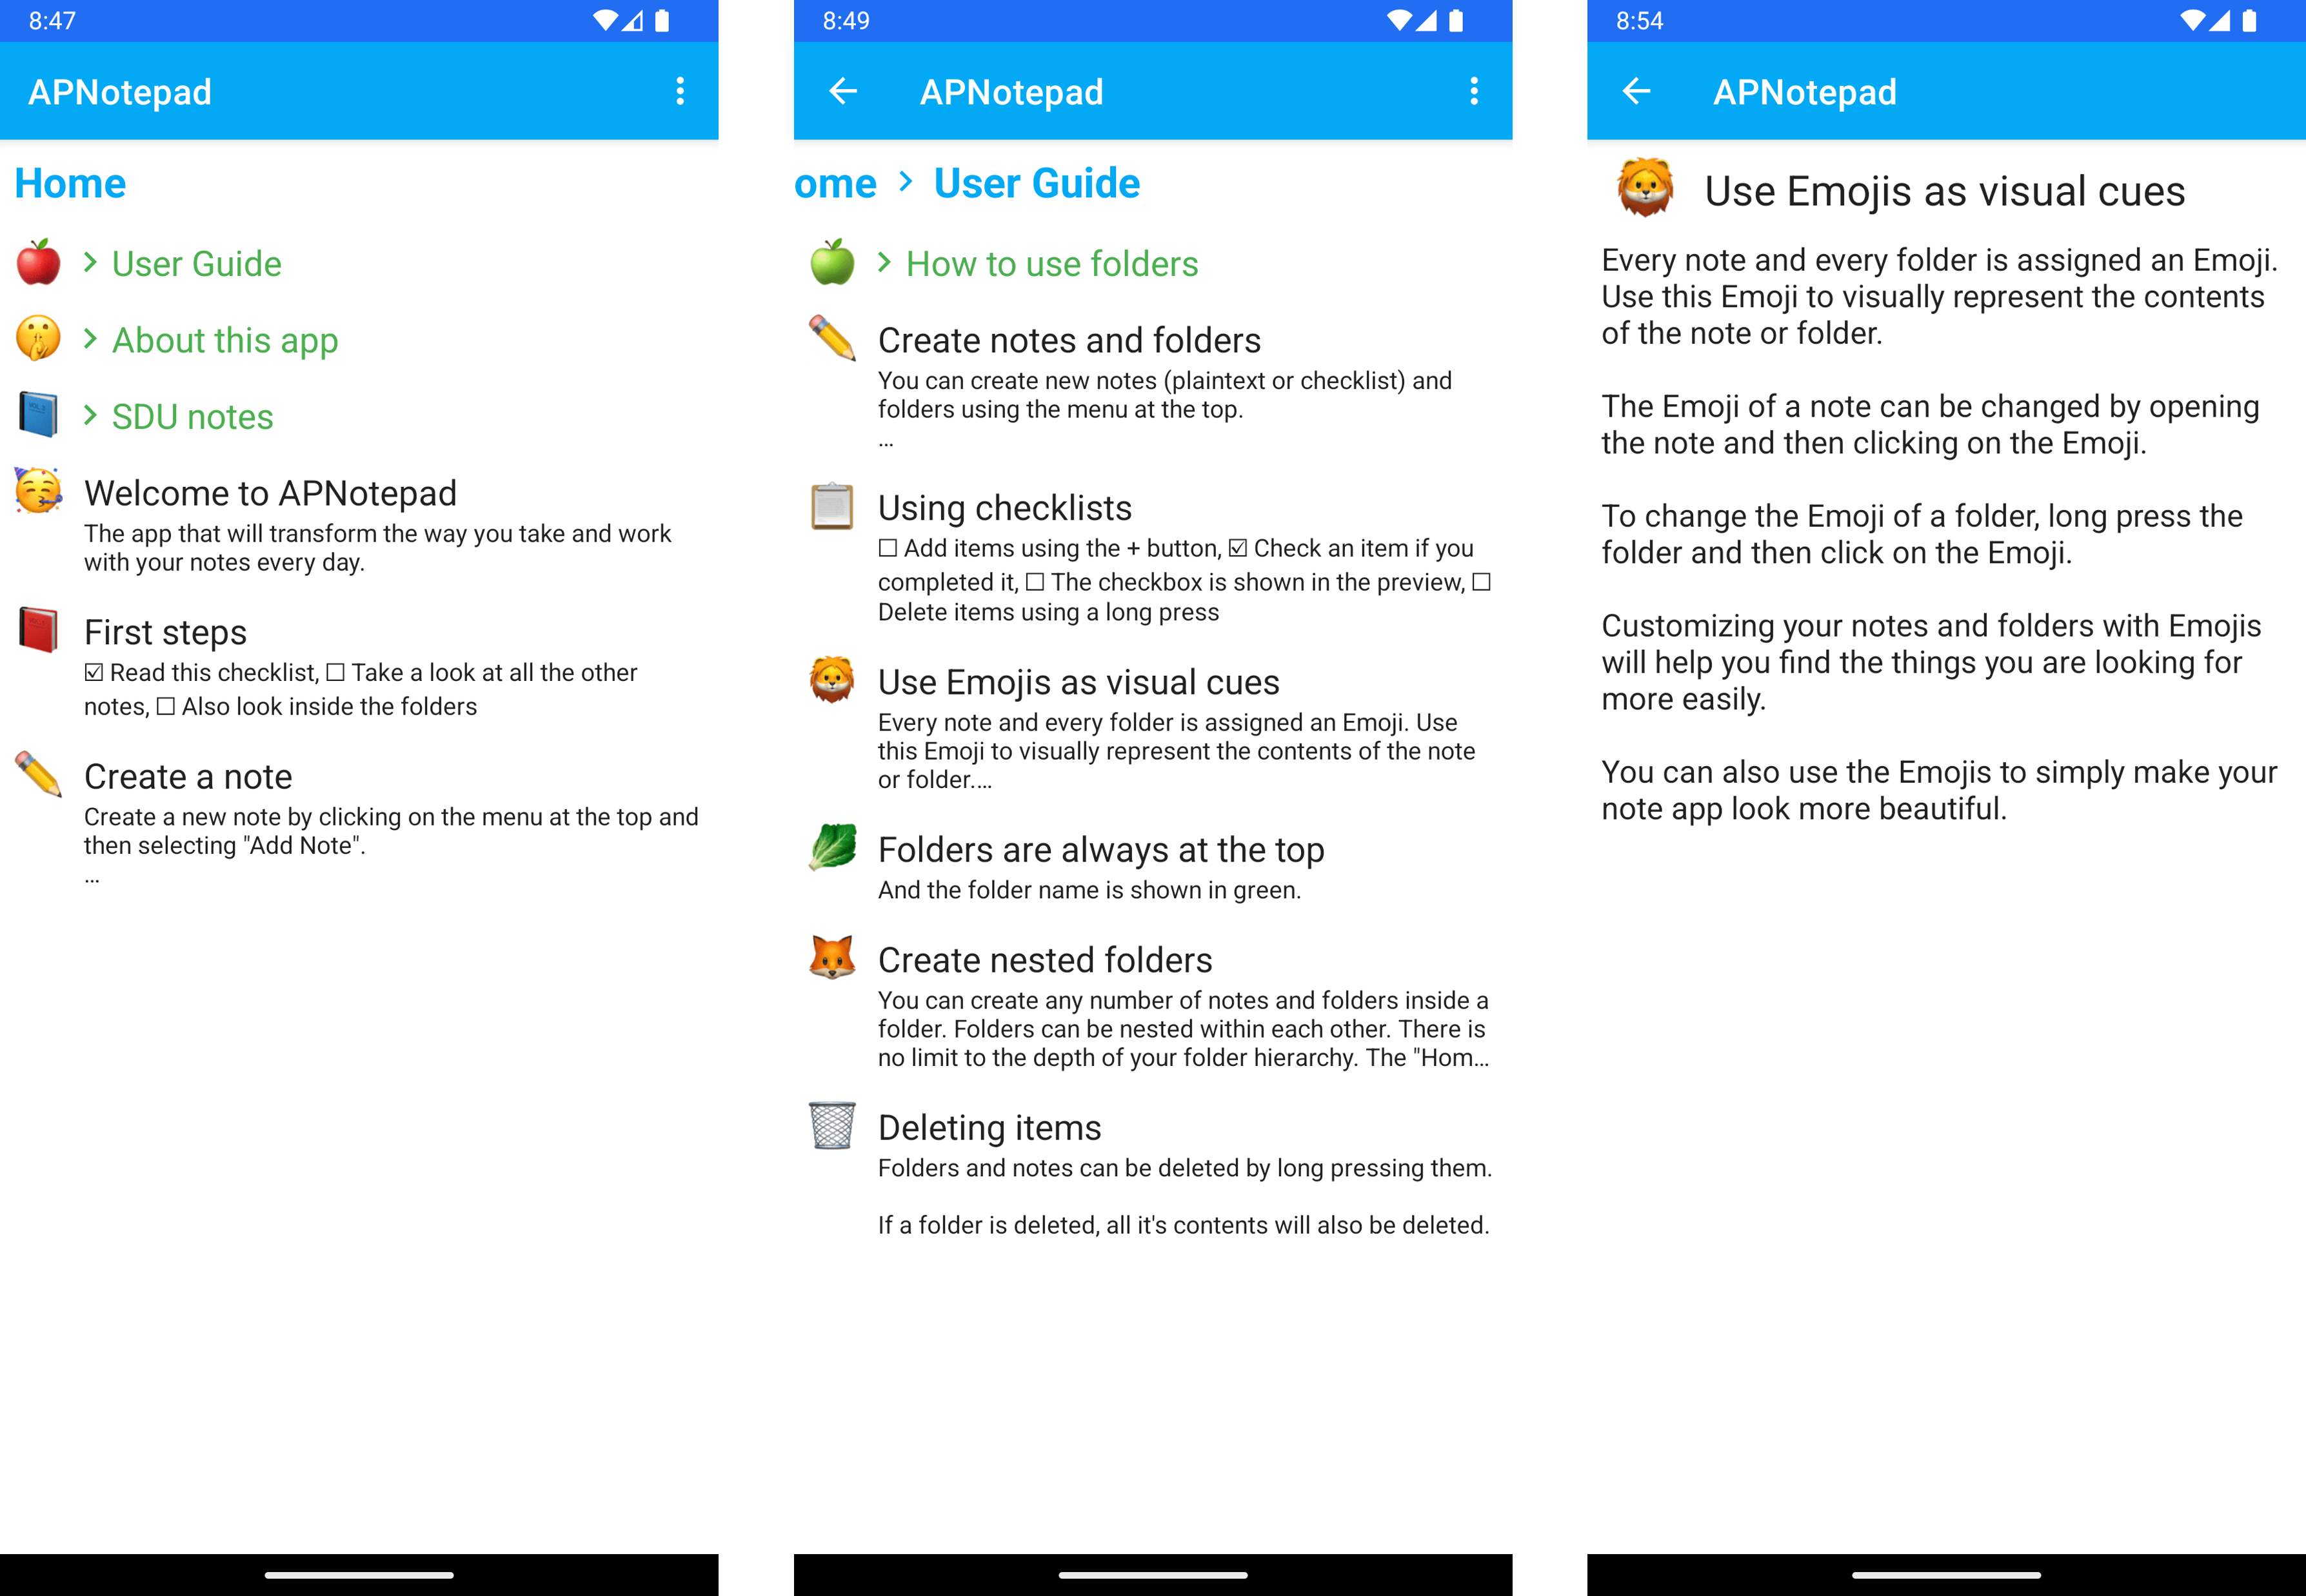 8:47
APNotepad
Home
User Guide
About this app
SDU notes
Welcome to APNotepad
The app that will transform the way you take and work
with your notes every day.
First steps
☑ Read this checklist, ☐ Take a look at all the other
notes, ☐ Also look inside the folders
Create a note
Create a new note by clicking on the menu at the top and
then selecting "Add Note".
…
8:49
APNotepad
ome > User Guide
How to use folders
Create notes and folders
You can create new notes (plaintext or checklist) and
folders using the menu at the top.
…
Using checklists
☐ Add items using the + button, ☑ Check an item if you
completed it, ☐ The checkbox is shown in the preview, ☐
Delete items using a long press
Use Emojis as visual cues
Every note and every folder is assigned an Emoji. Use
this Emoji to visually represent the contents of the note
or folder.…
Folders are always at the top
And the folder name is shown in green.
Create nested folders
You can create any number of notes and folders inside a
folder. Folders can be nested within each other. There is
no limit to the depth of your folder hierarchy. The "Hom…
Deleting items
Folders and notes can be deleted by long pressing them.
If a folder is deleted, all it's contents will also be deleted.
8:54
APNotepad
Use Emojis as visual cues
Every note and every folder is assigned an Emoji.
Use this Emoji to visually represent the contents
of the note or folder.
The Emoji of a note can be changed by opening
the note and then clicking on the Emoji.
To change the Emoji of a folder, long press the
folder and then click on the Emoji.
Customizing your notes and folders with Emojis
will help you find the things you are looking for
more easily.
You can also use the Emojis to simply make your
note app look more beautiful.